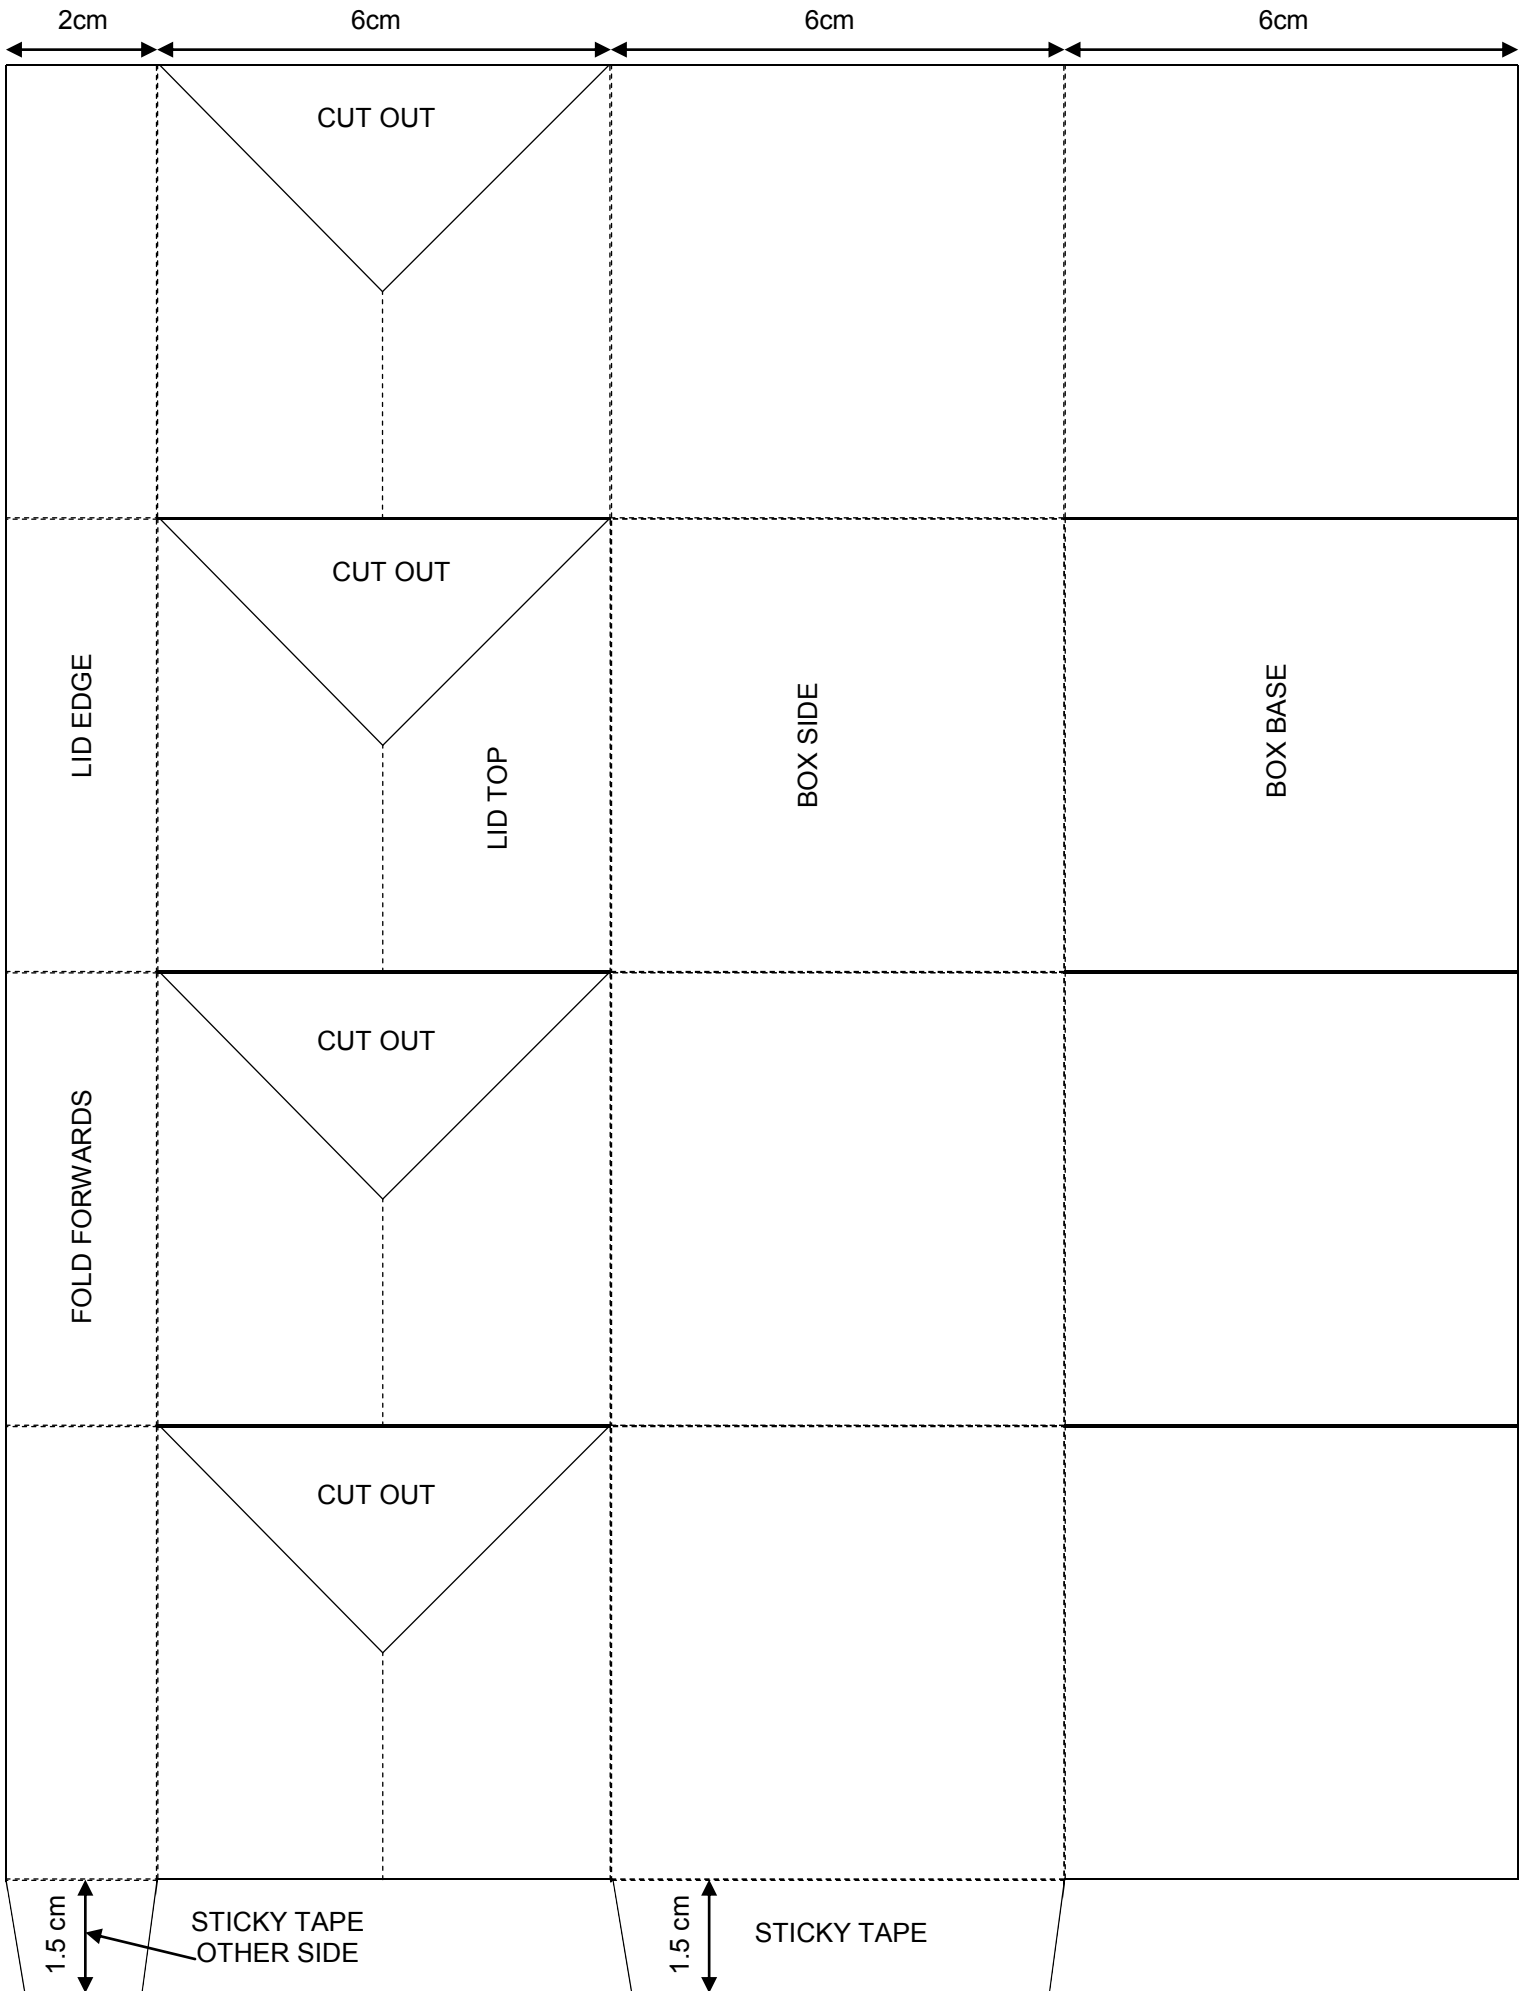 2cm
6cm
6cm
6cm
CUT OUT
CUT OUT
LID EDGE
LID TOP
BOX SIDE
BOX BASE
CUT OUT
FOLD FORWARDS
CUT OUT
1.5 cm
STICKY TAPE
OTHER SIDE
1.5 cm
STICKY TAPE